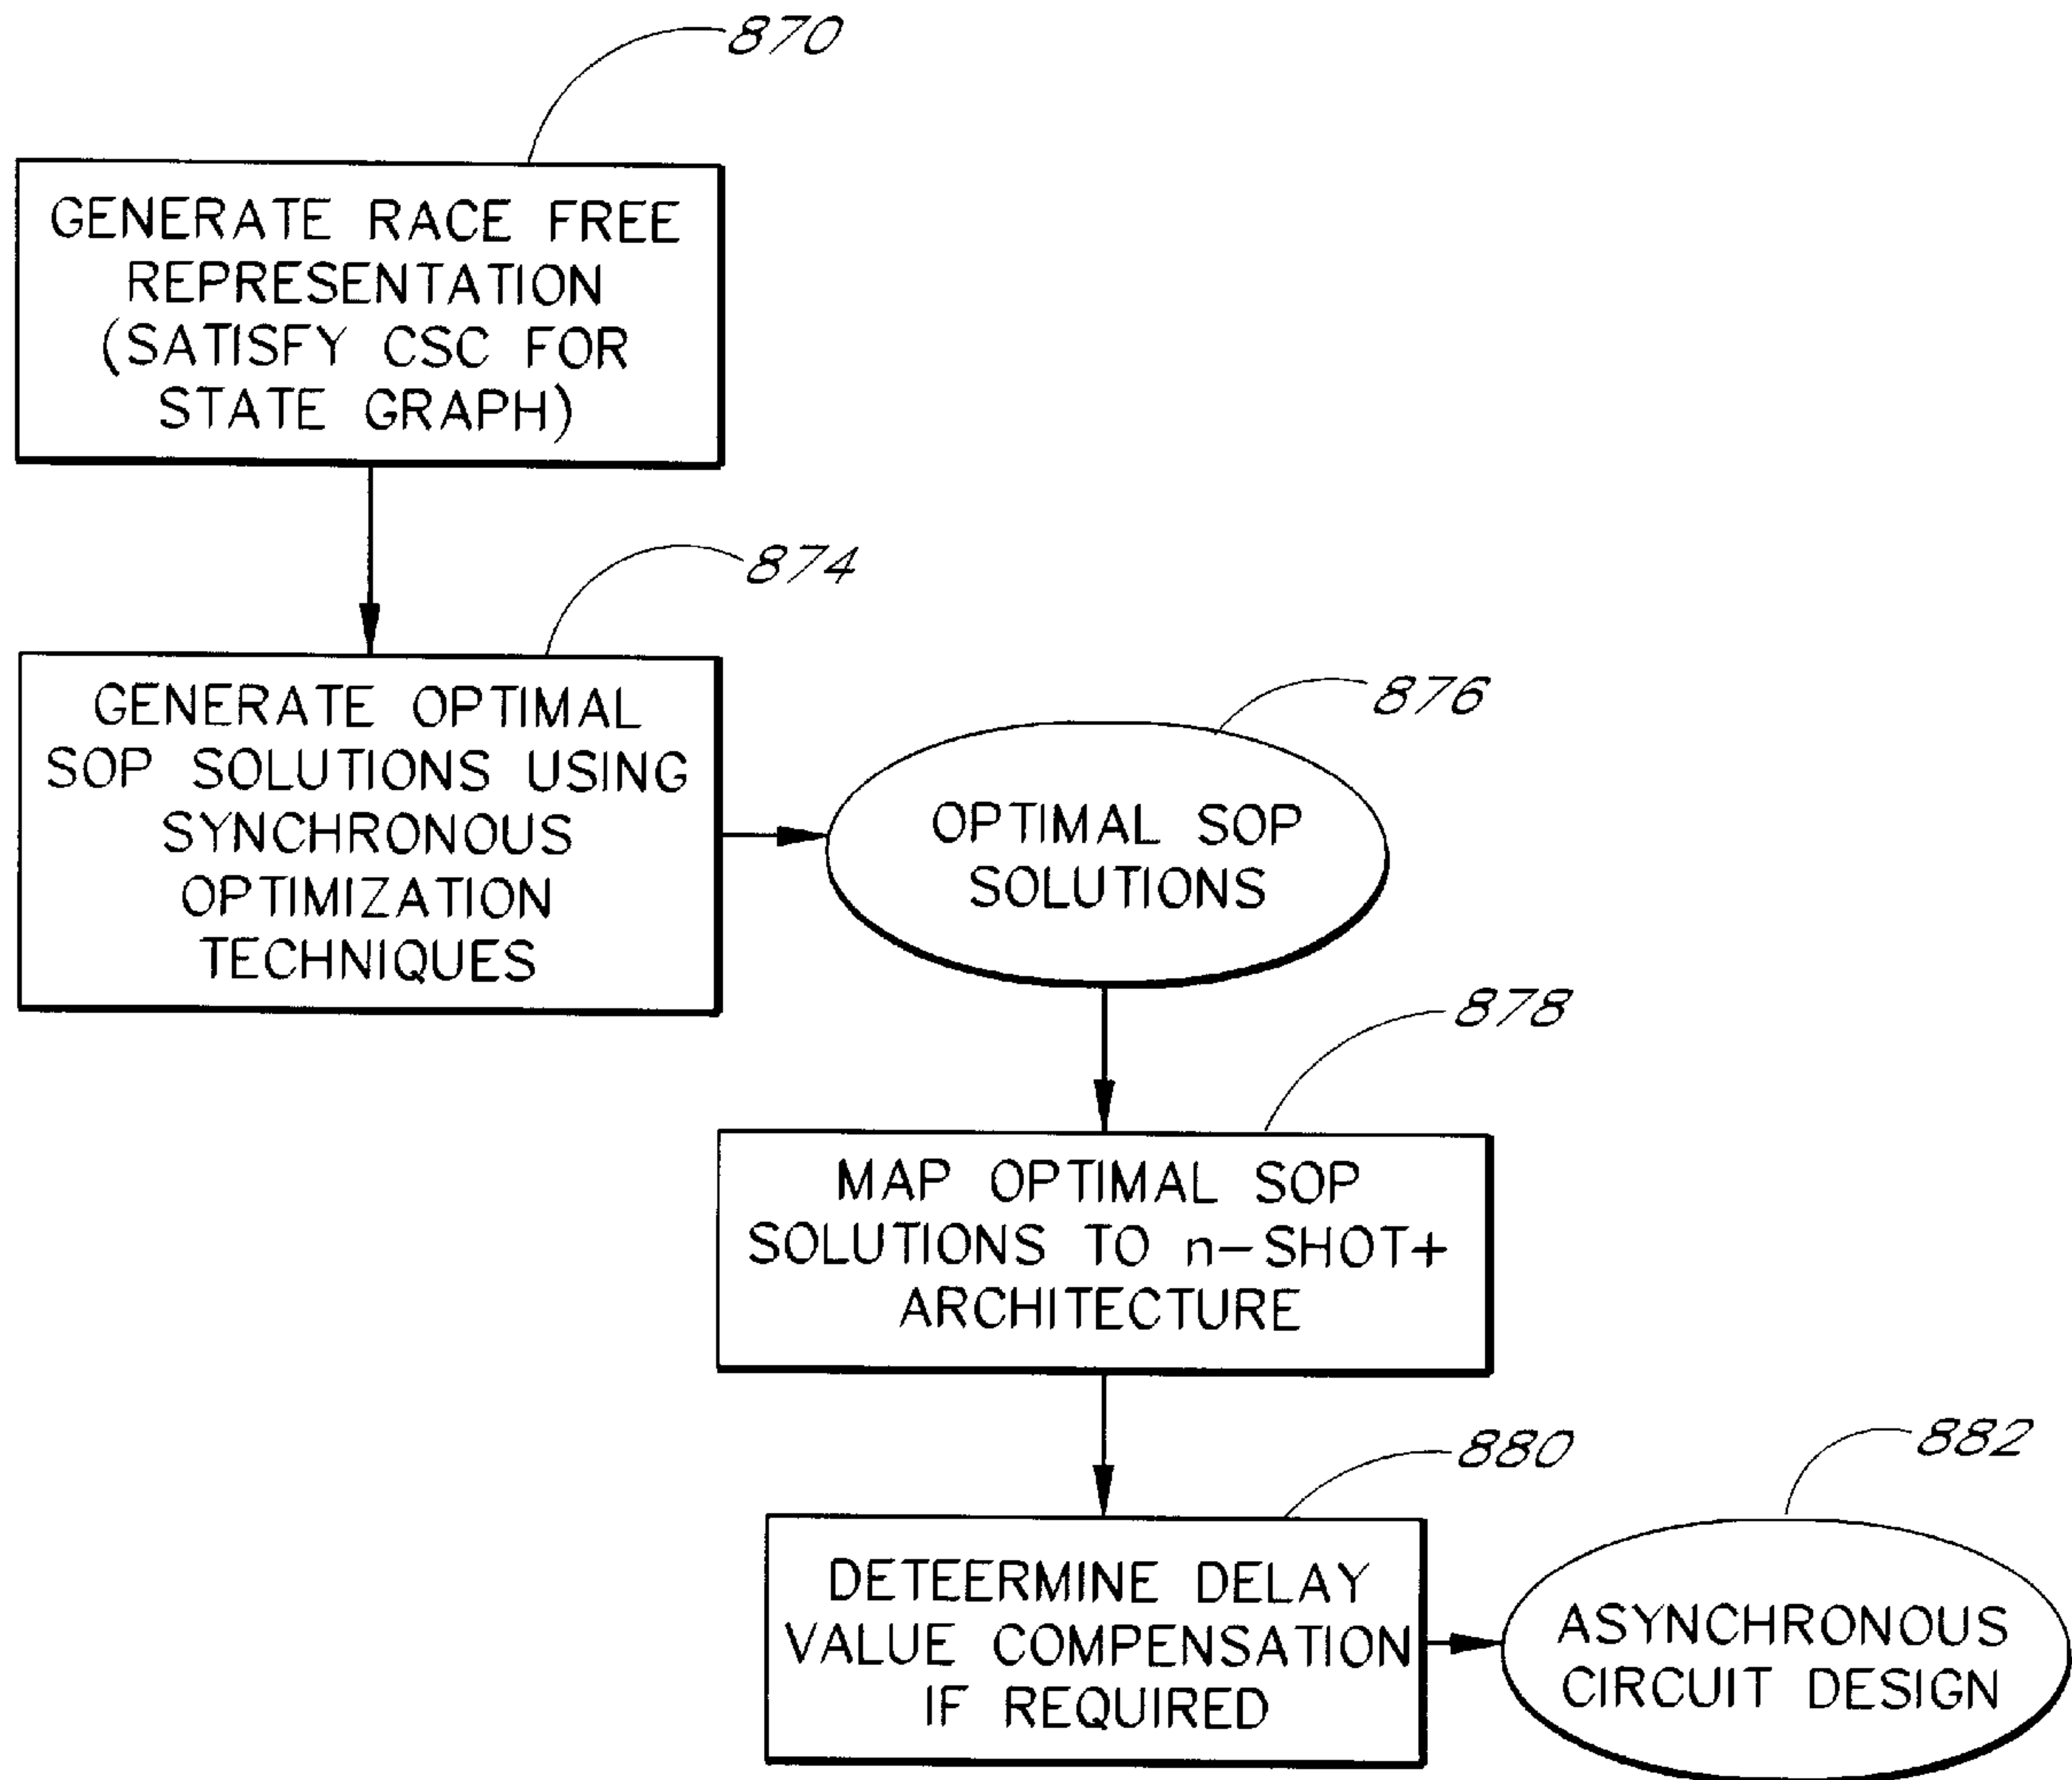 870
GENERATE RACE FREE
REPRESENTATION
(SATISFY CSC FOR
STATE GRAPH)
874
GENERATE OPTIMAL
SOP SOLUTIONS USING
SYNCHRONOUS
OPTIMIZATION
TECHNIQUES
876
OPTIMAL SOP
SOLUTIONS
878
MAP OPTIMAL SOP
SOLUTIONS TO n-SHOT+
ARCHITECTURE
880
DETEERMINE DELAY
VALUE COMPENSATION
IF REQUIRED
882
ASYNCHRONOUS
CIRCUIT DESIGN